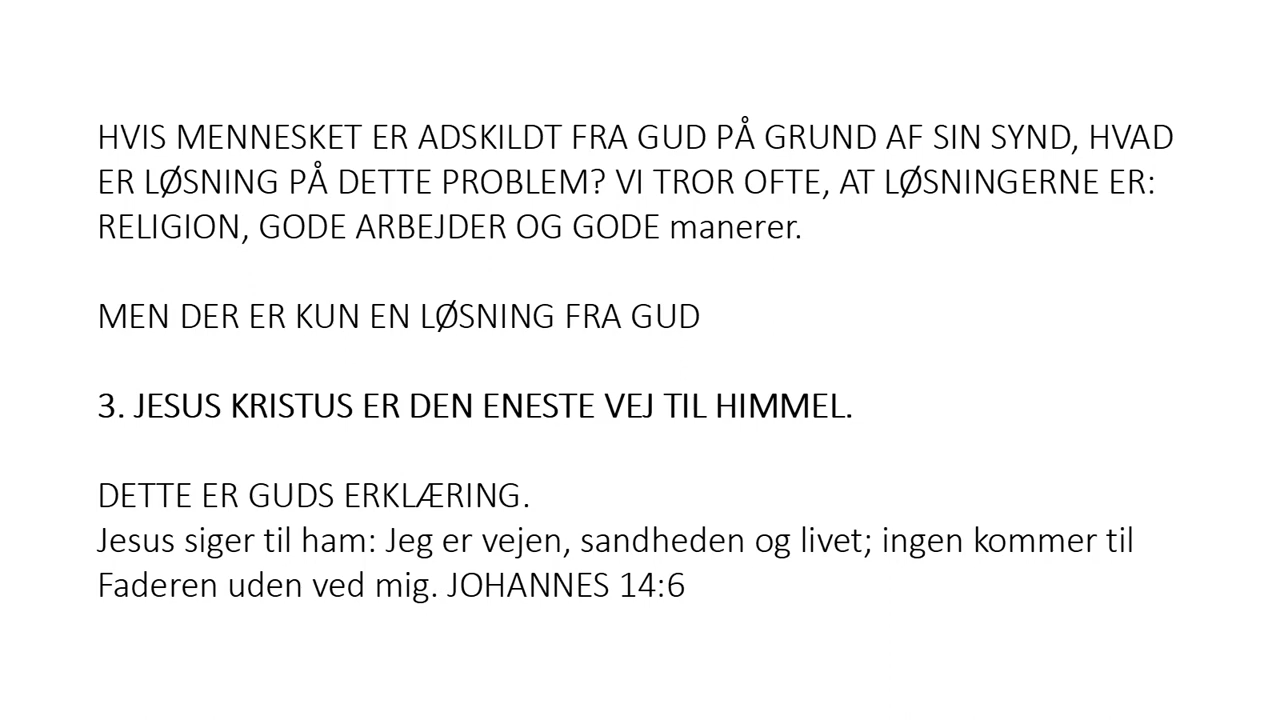 HVIS MENNESKET ER ADSKILDT FRA GUD PÅ GRUND AF SIN SYND, HVAD
ER LØSNING PÅ DETTE PROBLEM? VI TROR OFTE, AT LØSNINGERNE ER:
RELIGION, GODE ARBEJDER OG GODE manerer.
MEN DER ER KUN EN LØSNING FRA GUD
3. JESUS KRISTUS ER DEN ENESTE VEJ TIL HIMMEL.
DETTE ER GUDS ERKLÆRING.
Jesus siger til ham: Jeg er vejen, sandheden og livet; ingen kommer til
Faderen uden ved mig. JOHANNES 14:6